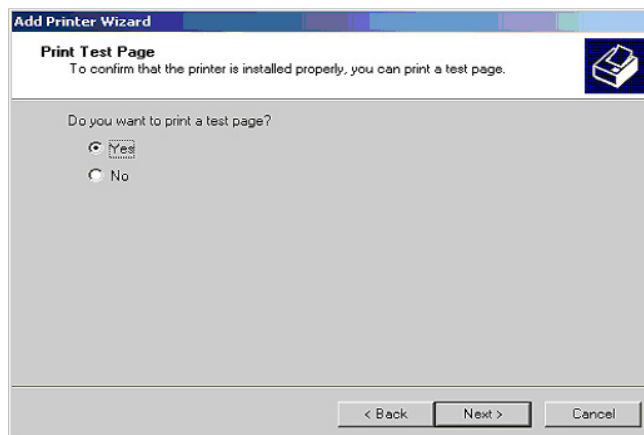 Add Printer Wizard
Print Test Page
To confirm that the printer is installed properly, you can print a test page.
Do you want to print a test page?
Yes
No
< Back Next > Cancel